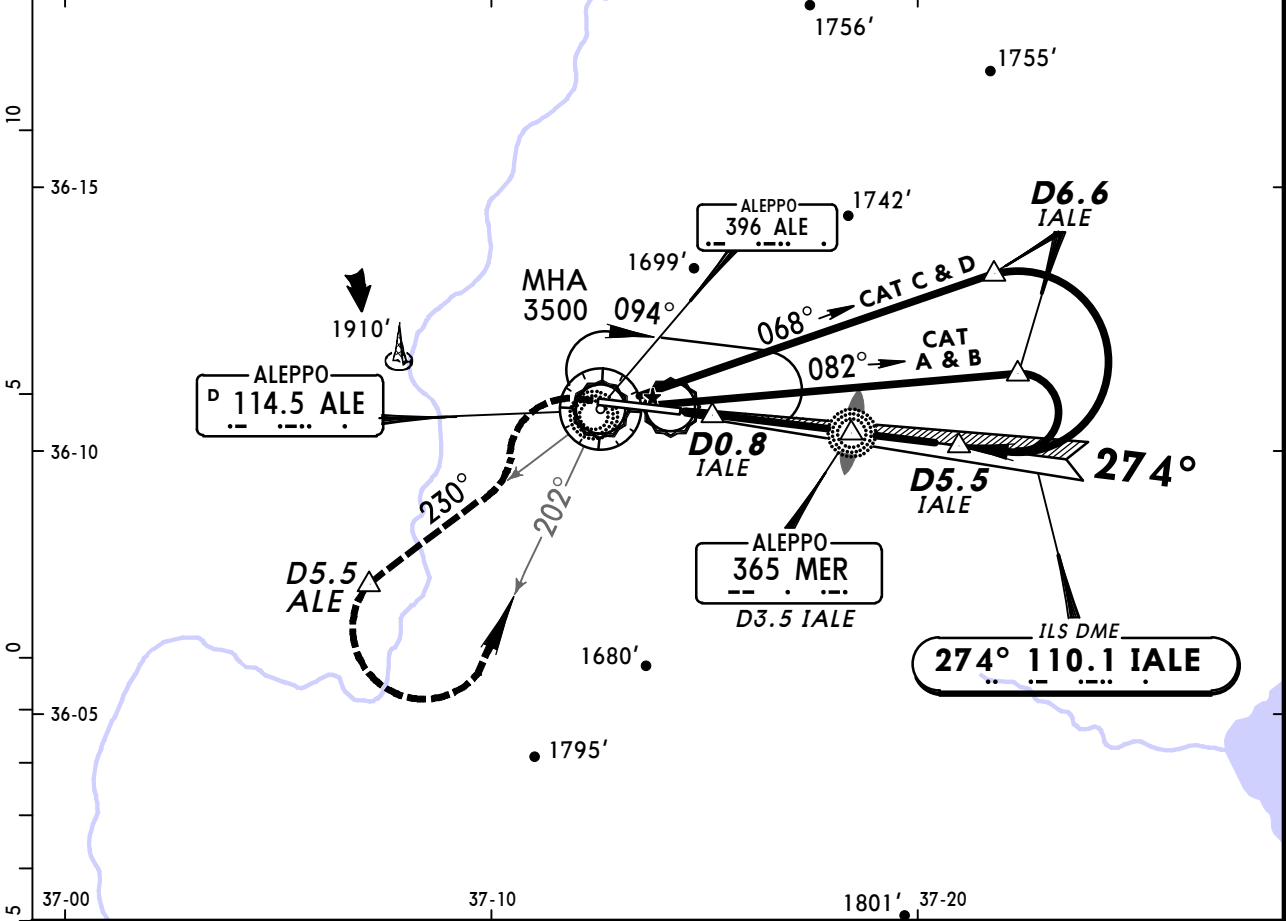 1756'
1755'
10
36-15
D6.6
IALE
ALEPPO
396 ALE
1742'
1699'
MHA
3500
094°
068°
CAT C & D
1910'
CAT
A & B
082°
5
ALEPPO
D 114.5 ALE
D0.8
IALE
36-10
274°
D5.5
IALE
230°
202°
ALEPPO
365 MER
D3.5 IALE
D5.5
ALE
ILS DME
274° 110.1 IALE
0
1680'
36-05
1795'
37-00
37-10
1801'
37-20
5